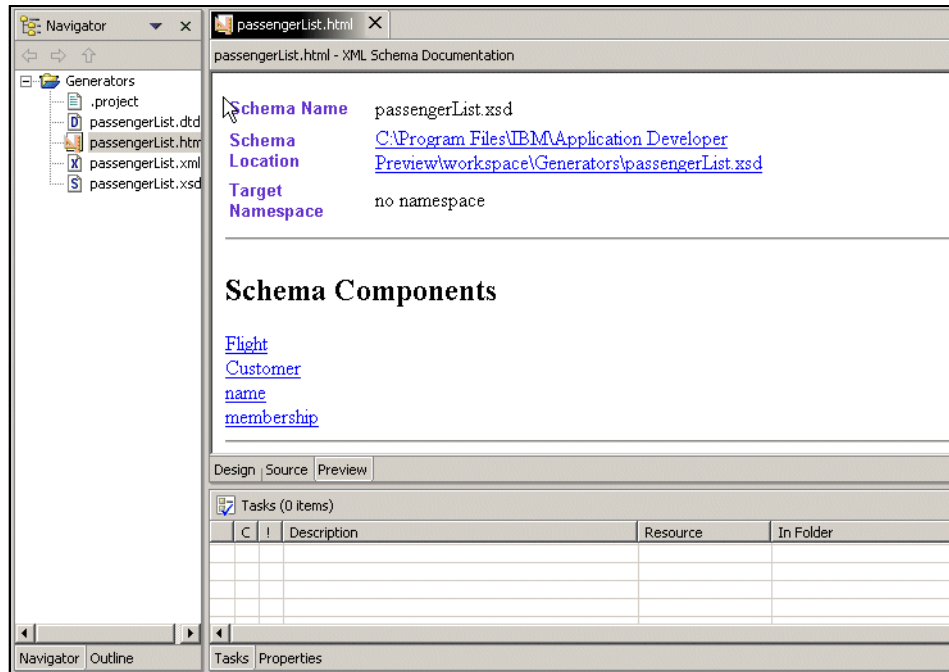 Navigator
Generators
.project
passengerList.dtd
passengerList.htm
passengerList.xml
passengerList.xsd
Navigator Outline
passengerList.html
passengerList.html - XML Schema Documentation
Schema Name passengerList.xsd
Schema Location C:\Program Files\IBM\Application Developer
Preview\workspace\Generators\passengerList.xsd
Target Namespace no namespace
Schema Components
Flight
Customer
name
membership
Design Source Preview
Tasks (0 items)
C ! Description Resource In Folder
Tasks Properties